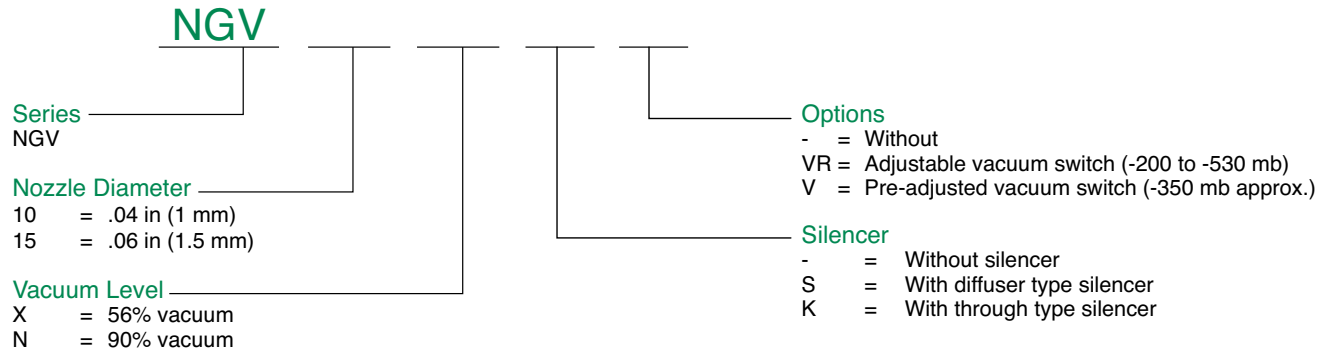 NGV
Series
NGV
Nozzle Diameter
10 = .04 in (1 mm)
15 = .06 in (1.5 mm)
Vacuum Level
X = 56% vacuum
N = 90% vacuum
Options
- = Without
VR = Adjustable vacuum switch (-200 to -530 mb)
V = Pre-adjusted vacuum switch (-350 mb approx.)
Silencer
- = Without silencer
S = With diffuser type silencer
K = With through type silencer